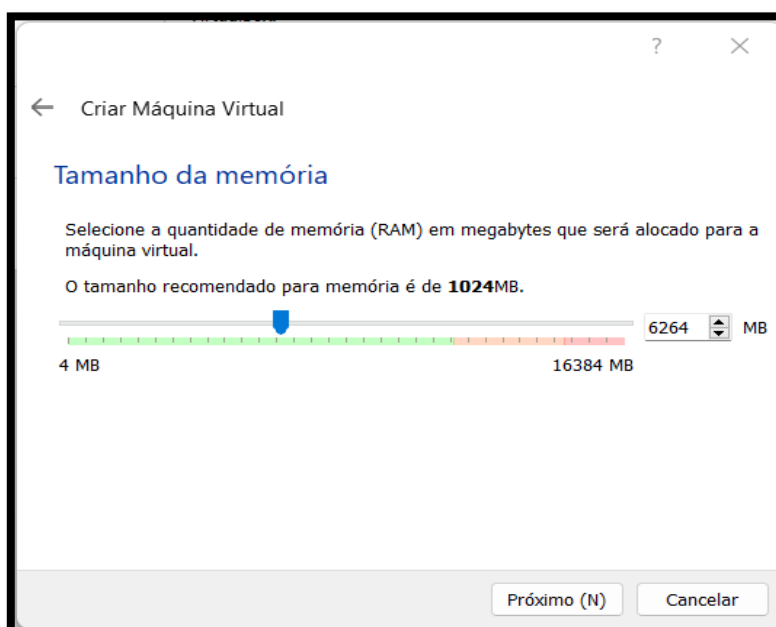 ?
Criar Máquina Virtual
Tamanho da memória
Selecione a quantidade de memória (RAM) em megabytes que será alocado para a
máquina virtual.
O tamanho recomendado para memória é de 1024MB.
6264 MB
4 MB 16384 MB
Próximo (N) Cancelar